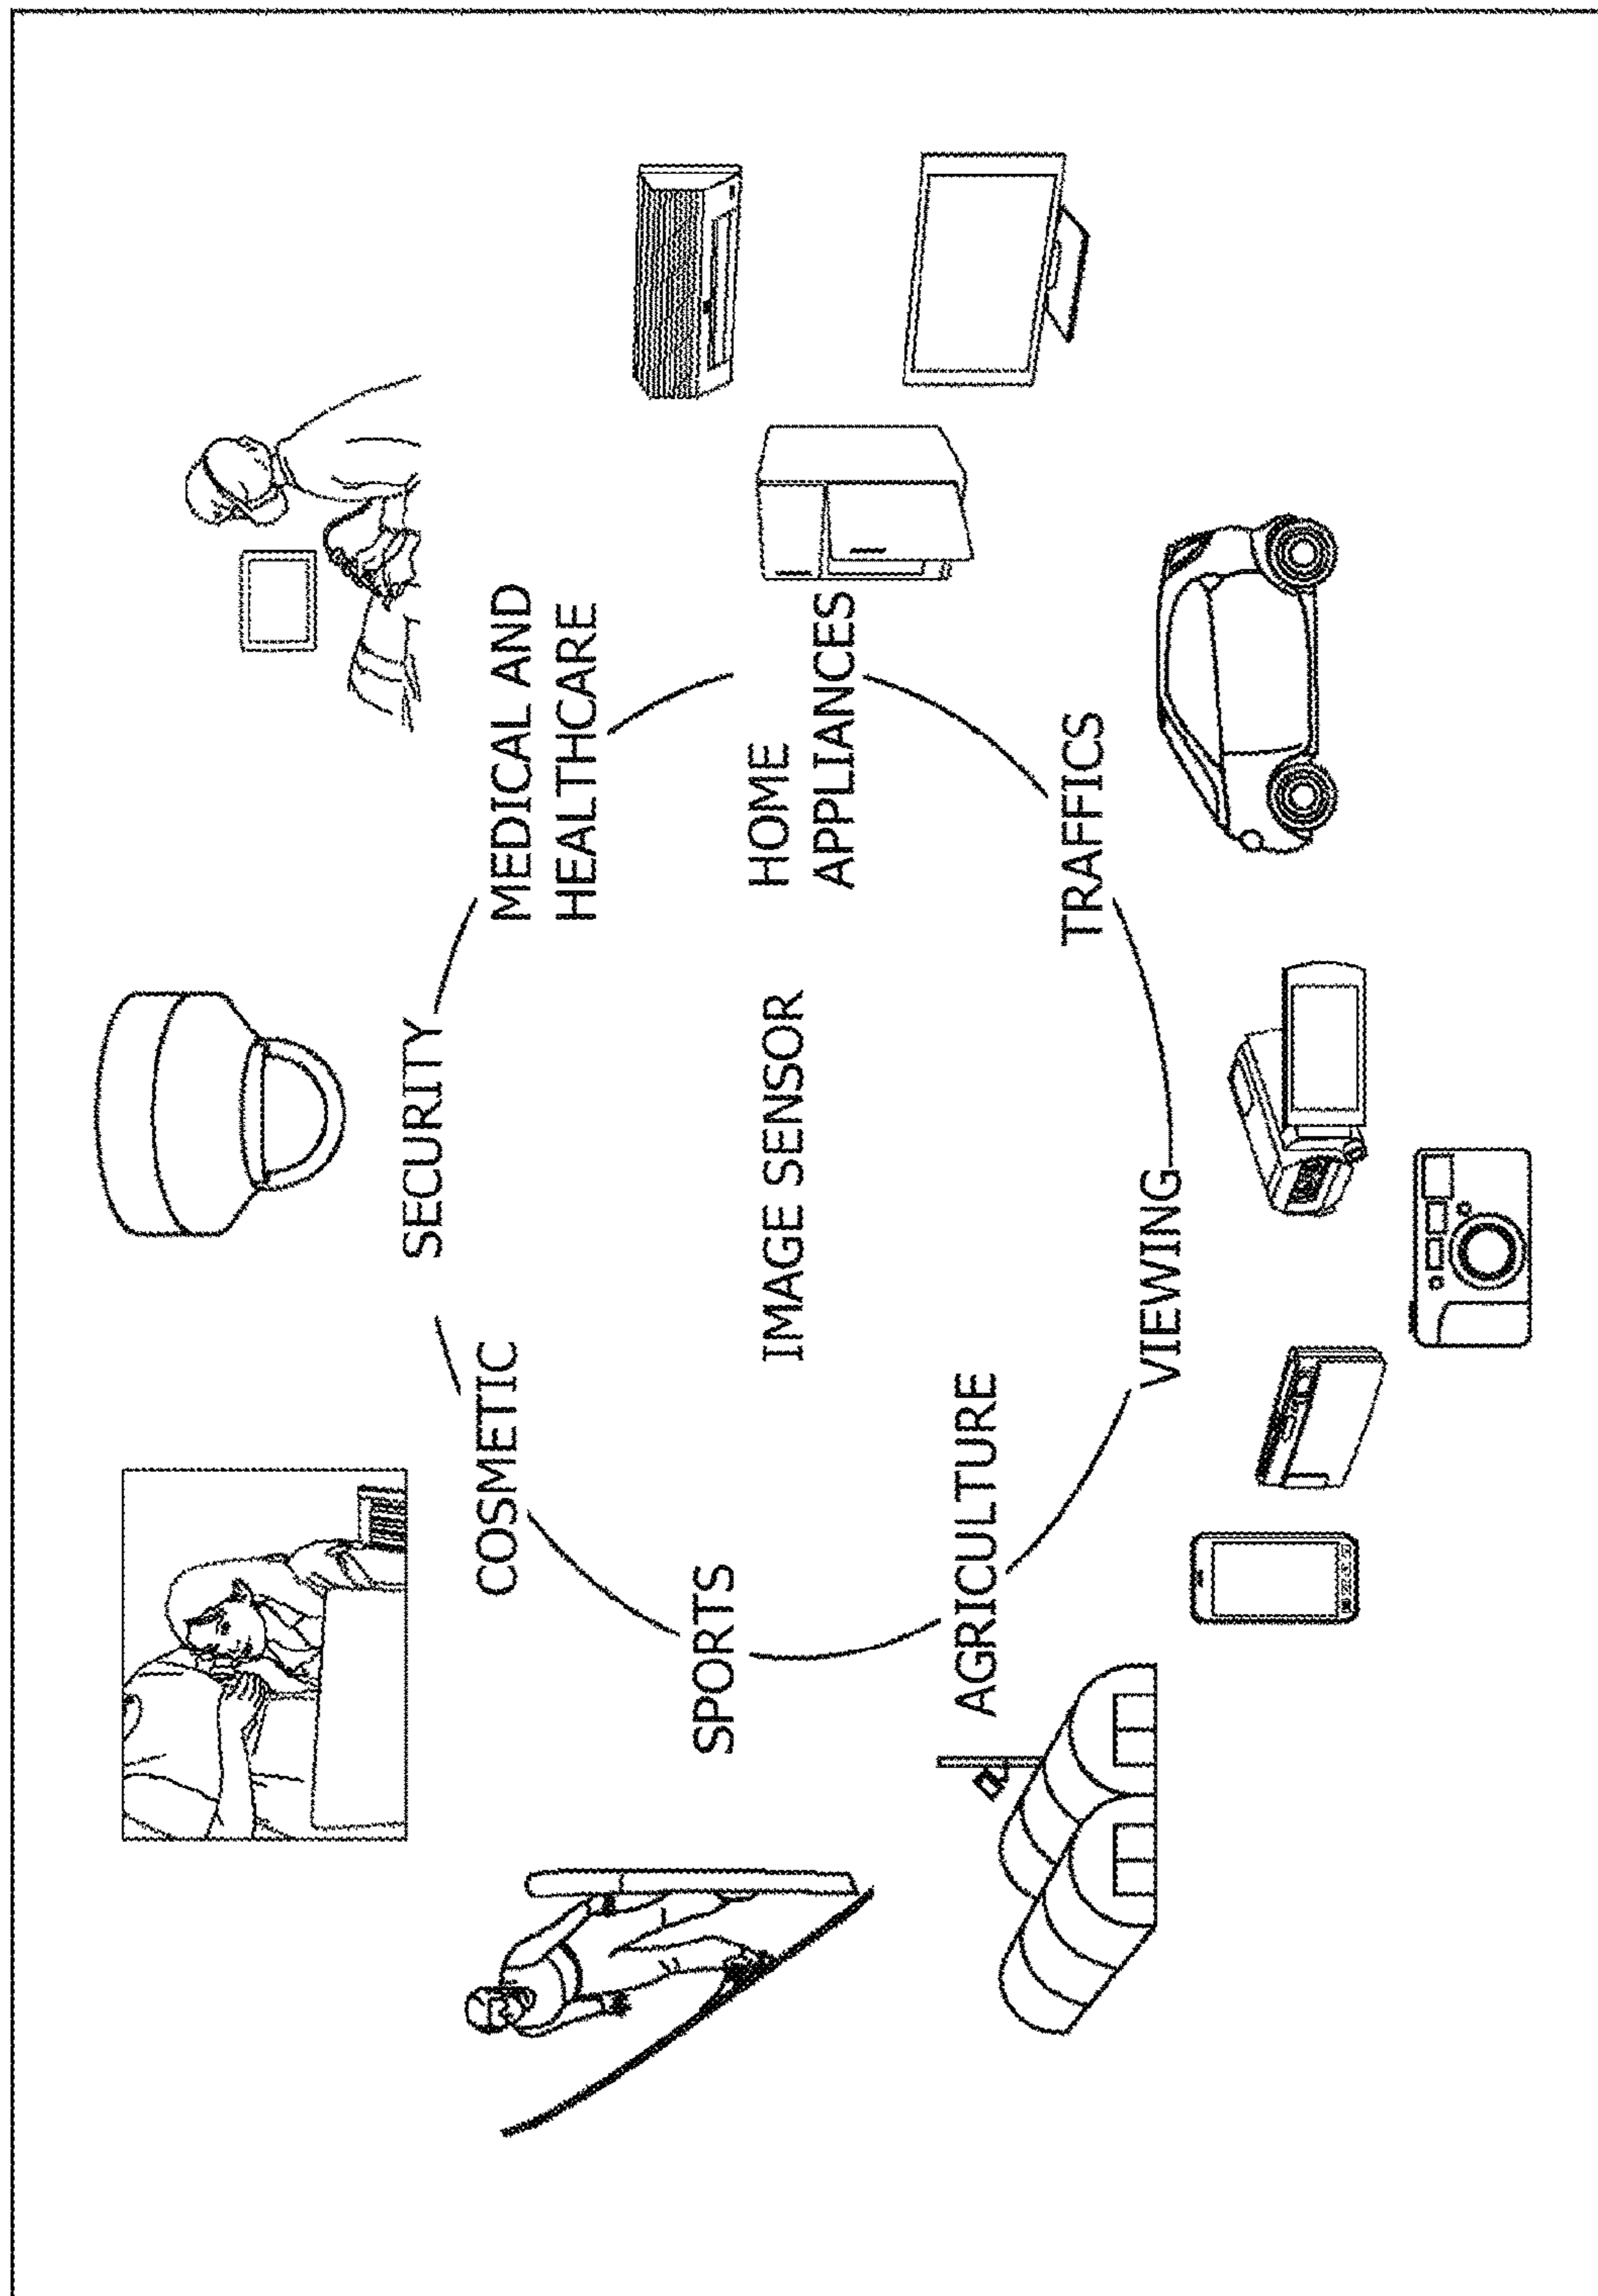 SECURITY
COSMETIC
MEDICAL AND
HEALTHCARE
SPORTS
IMAGE SENSOR
HOME
APPLIANCES
AGRICULTURE
TRAFFICS
VIEWING